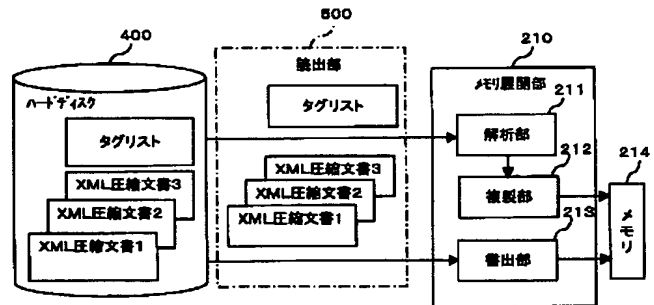 400
ハードディスク
タグリスト
XML圧縮文書3
XML圧縮文書2
XML圧縮文書1
500
読出部
タグリスト
XML圧縮文書3
XML圧縮文書2
XML圧縮文書1
210
メモリ展開部
211
解析部
212
複製部
213
書出部
214
メモリ